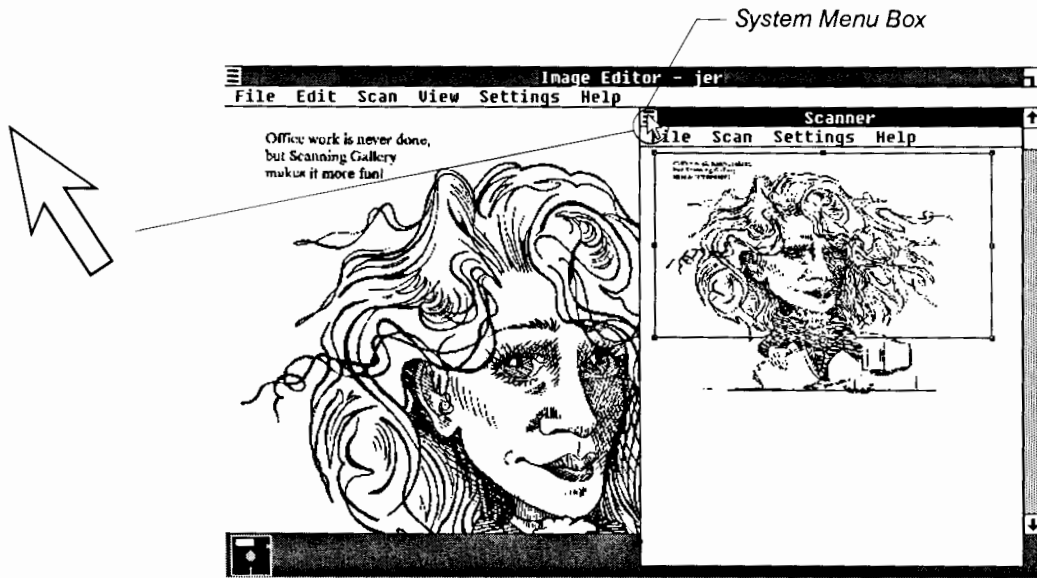 System Menu Box
Image Editor - jer
File Edit Scan View Settings Help
Scanner
File Scan Settings Help
Office work is never done,
but Scanning Gallery
makes it more fun!